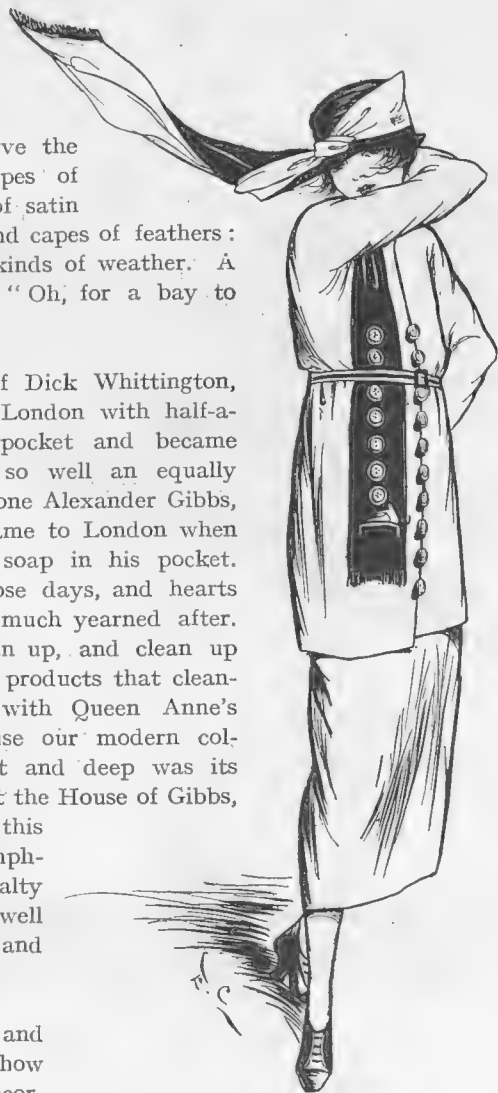 rve the
pes of
of satin
nd capes of feathers :
kinds of weather. A
" Oh, for a bay to
f Dick Whittington,
London with half-a-
pocket and became
so well an equally
one Alexander Gibbs,
me to London when
soap in his pocket.
ose days, and hearts
much yearned after.
n up, and clean up
products that clean-
with Queen Anne's
use our modern col-
t and deep was its
t the House of Gibbs,
this
mph-
alty
well
and
and
how